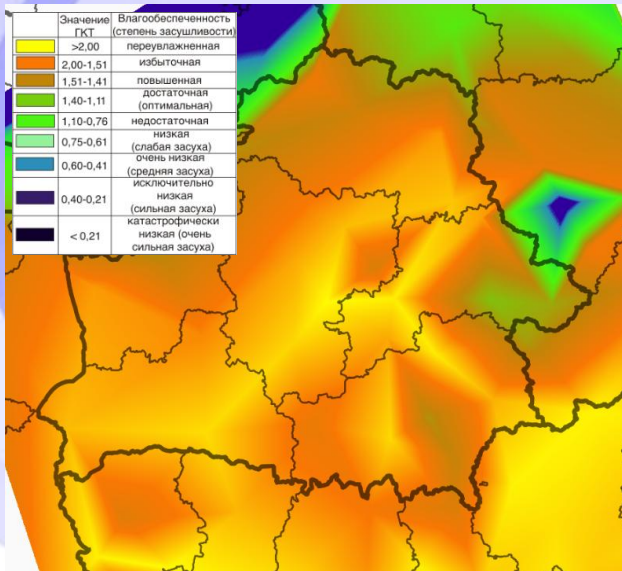 Значение ГКТ
Влагообеспеченность (степень засушливости)
>2,00 переувлажненная
2,00-1,51 избыточная
1,51-1,41 повышенная
1,40-1,11 достаточная (оптимальная)
1,10-0,76 недостаточная
0,75-0,61 низкая (слабая засуха)
0,60-0,41 очень низкая (средняя засуха)
0,40-0,21 исключительно низкая (сильная засуха)
< 0,21 катастрофически низкая (очень сильная засуха)